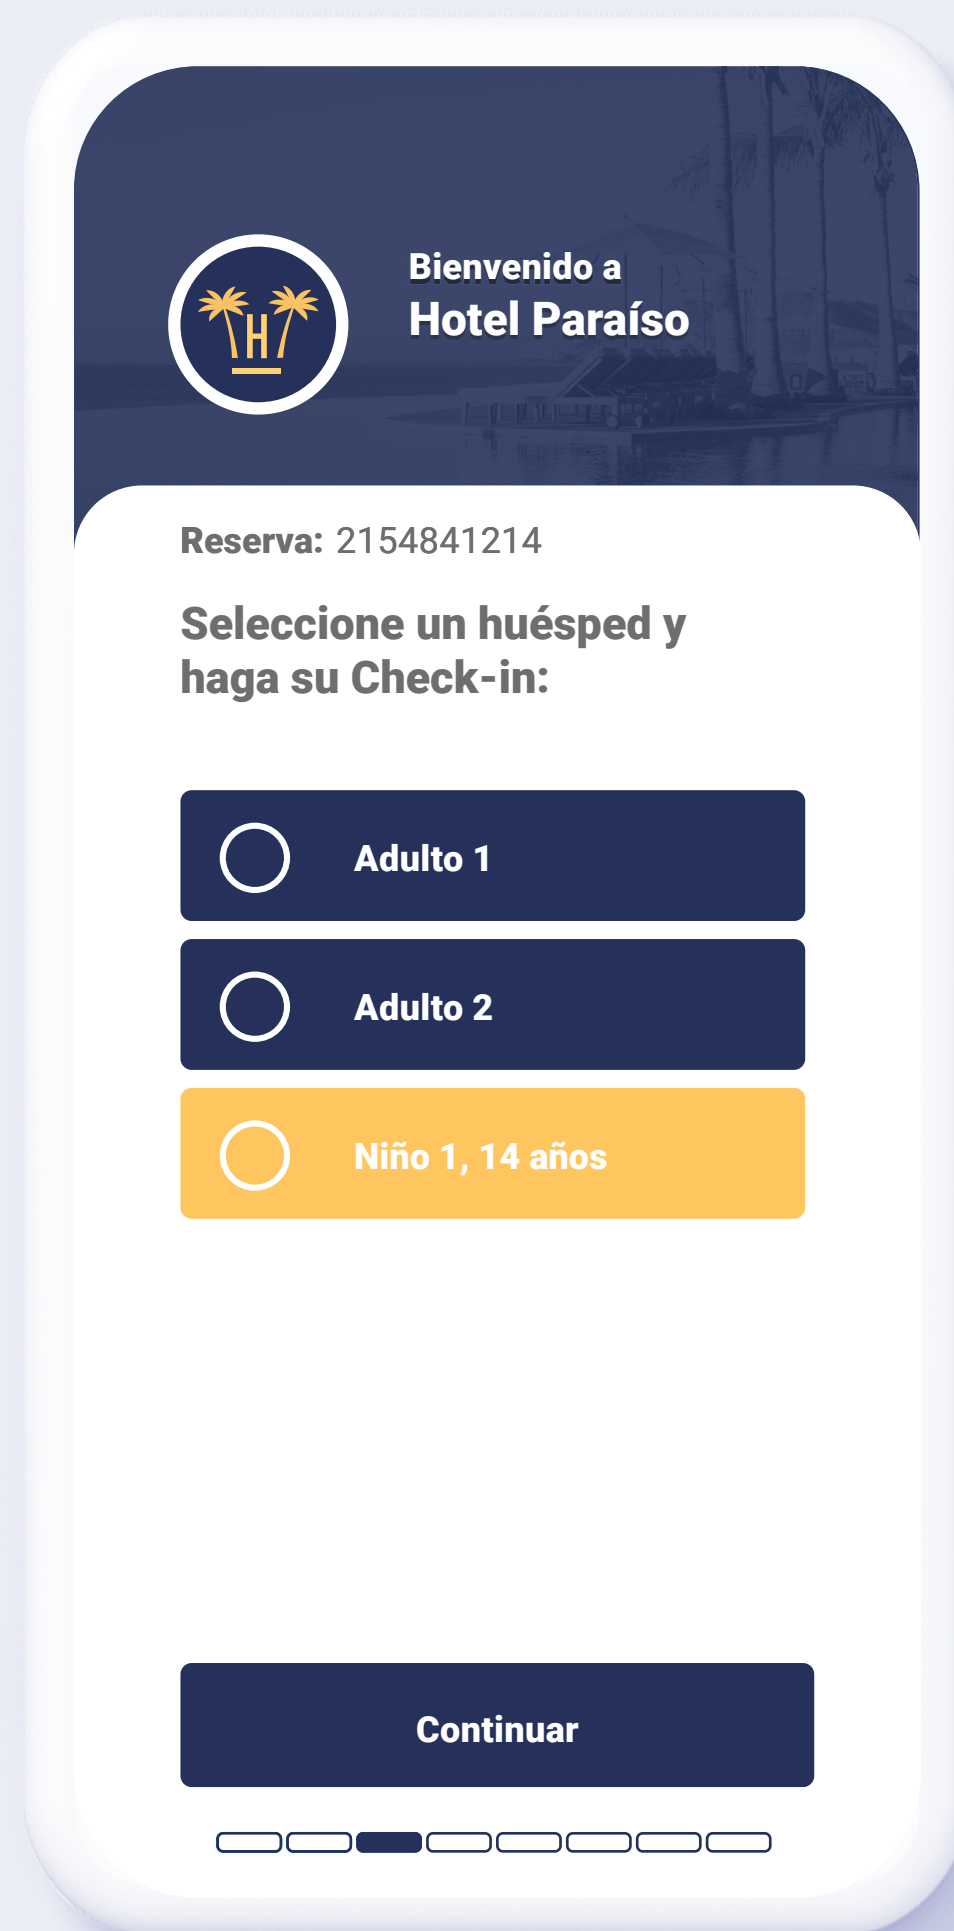 H
Bienvenido a
Hotel Paraíso
Reserva: 2154841214
Seleccione un huésped y
haga su Check-in:
Adulto 1
Adulto 2
Niño 1, 14 años
Continuar